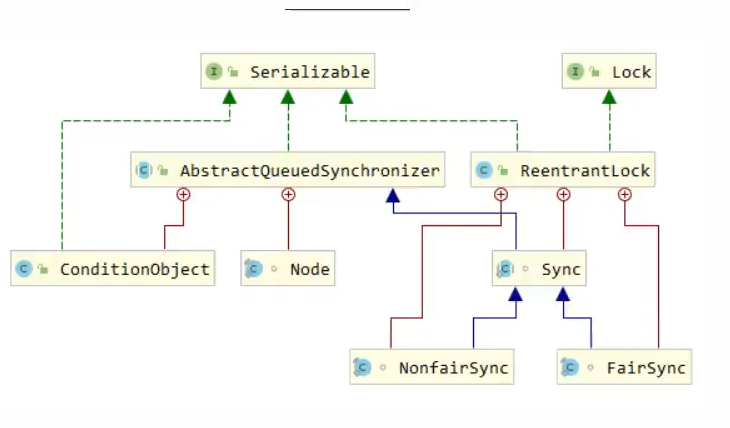 Serializable
Lock
AbstractQueuedSynchronizer
ReentrantLock
ConditionObject
Node
Sync
NonfairSync
FairSync